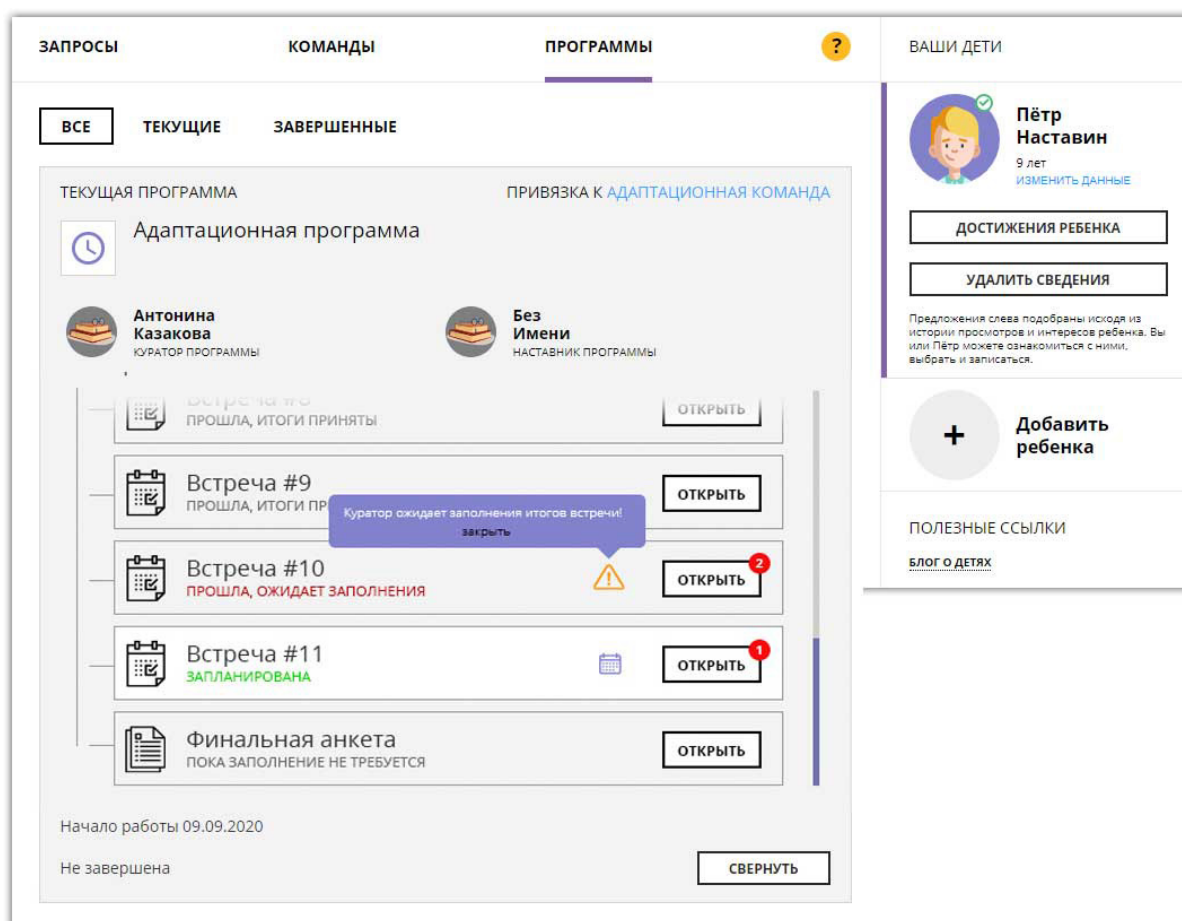 ЗАПРОСЫ
КОМАНДЫ
ПРОГРАММЫ
?
ВСЕ
ТЕКУЩИЕ
ЗАВЕРШЕННЫЕ
ТЕКУЩАЯ ПРОГРАММА
ПРИВЯЗКА К АДАПТАЦИОННАЯ КОМАНДА
Адаптационная программа
Антонина
Казакова
КУРАТОР ПРОГРАММЫ
Без
Имени
НАСТАВНИК ПРОГРАММЫ
ПРОШЛА, ИТОГИ ПРИНЯТЫ
ОТКРЫТЬ
Встреча #9
ПРОШЛА, ИТОГИ ПР
ОТКРЫТЬ
Куратор ожидает заполнения итогов встречи!
закрыть
Встреча #10
ПРОШЛА, ОЖИДАЕТ ЗАПОЛНЕНИЯ
ОТКРЫТЬ
2
Встреча #11
ЗАПЛАНИРОВАНА
ОТКРЫТЬ
1
Финальная анкета
ПОКА ЗАПОЛНЕНИЕ НЕ ТРЕБУЕТСЯ
ОТКРЫТЬ
Начало работы 09.09.2020
Не завершена
СВЕРНУТЬ
ВАШИ ДЕТИ
Пётр
Наставин
9 лет
ИЗМЕНИТЬ ДАННЫЕ
ДОСТИЖЕНИЯ РЕБЕНКА
УДАЛИТЬ СВЕДЕНИЯ
Предложения слева подобраны исходя из
истории просмотров и интересов ребенка. Вы
или Пётр можете ознакомиться с ними,
выбрать и записаться.
+
Добавить
ребенка
ПОЛЕЗНЫЕ ССЫЛКИ
БЛОГ О ДЕТЯХ